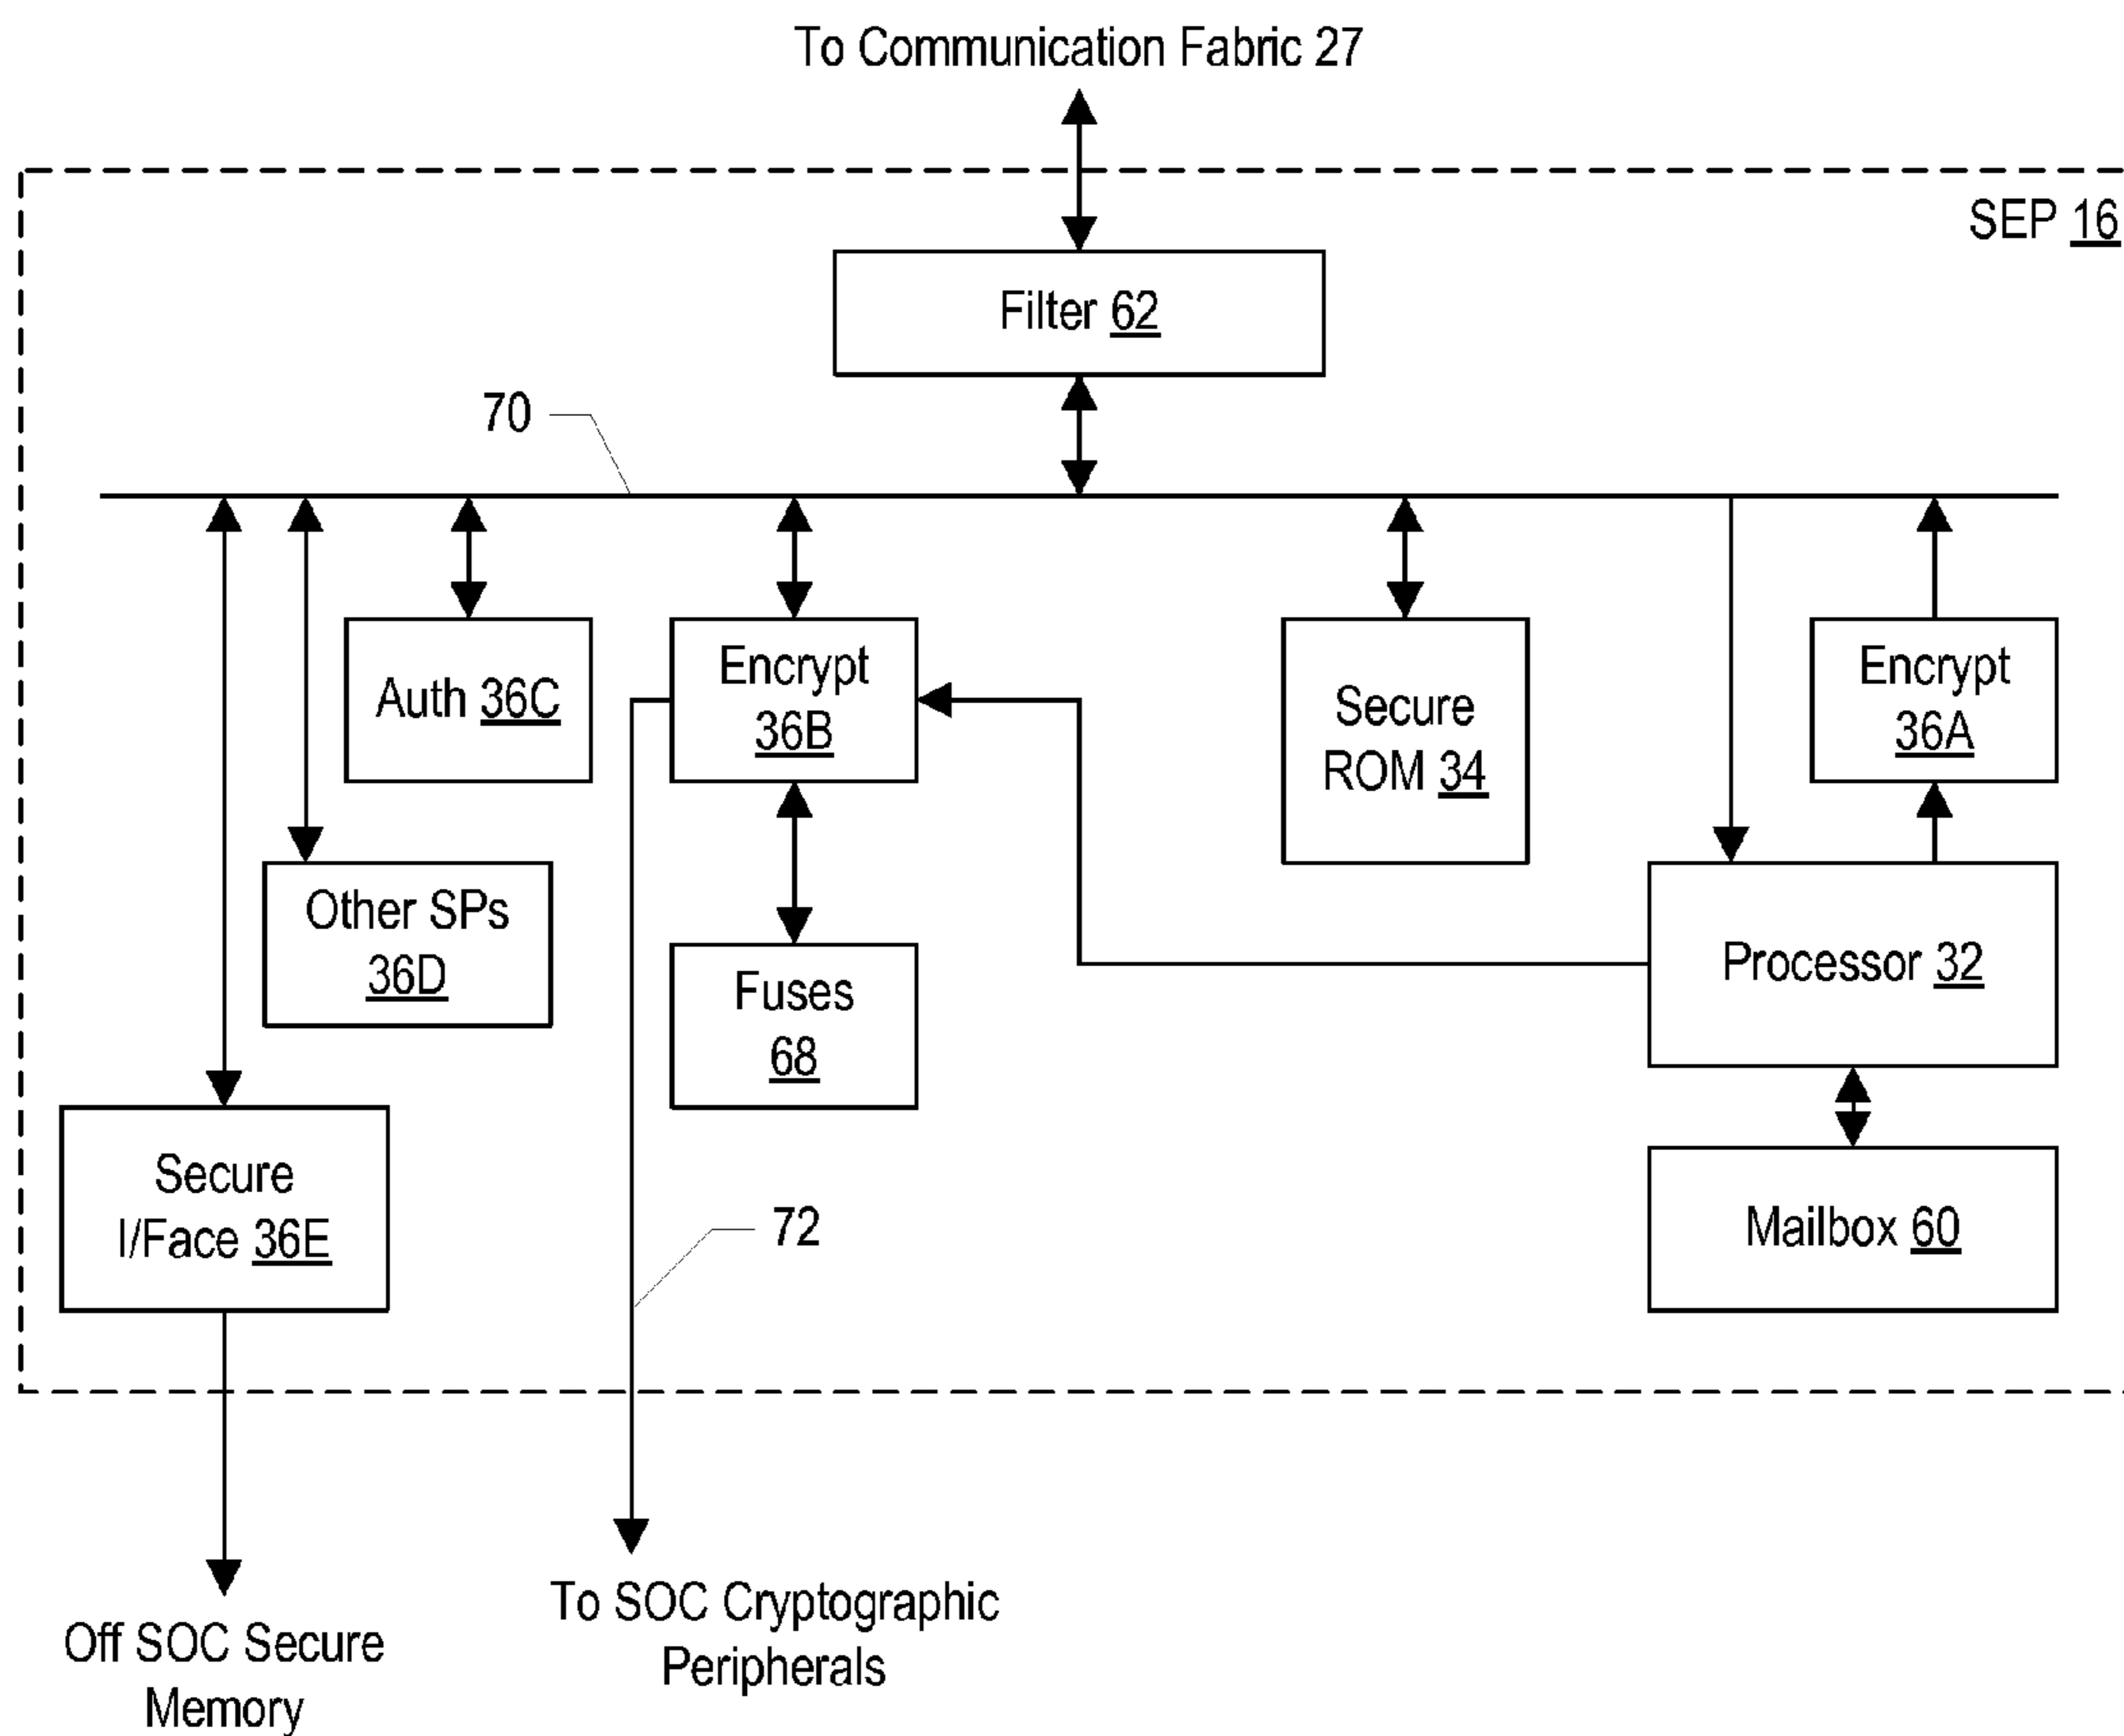 To Communication Fabric 27
SEP 16
Filter 62
70
Auth 36C
Encrypt
36B
Secure
ROM 34
Encrypt
36A
Other SPs
36D
Fuses
68
Processor 32
Secure
I/Face 36E
72
Mailbox 60
To SOC Cryptographic
Peripherals
Off SOC Secure
Memory